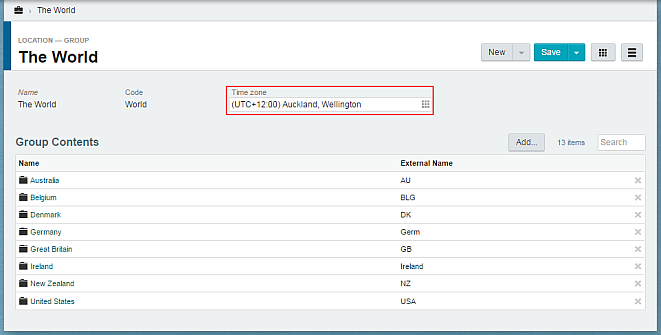 › The World
LOCATION — GROUP
The World
New
Save
Name
Code
Time zone
The World
World
(UTC+12:00) Auckland, Wellington
Group Contents
Add...
13 items
Search
Name
External Name
Australia
AU
Belgium
BLG
Denmark
DK
Germany
Germ
Great Britain
GB
Ireland
Ireland
New Zealand
NZ
United States
USA